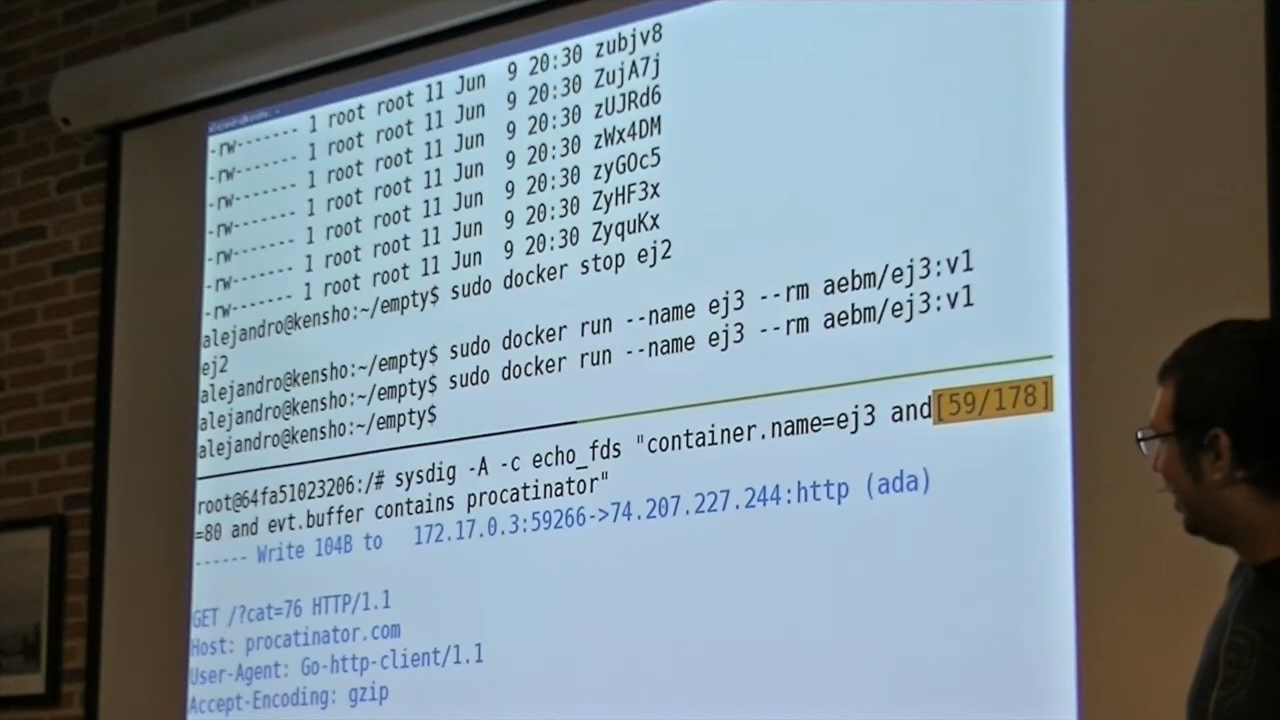 -rw------- 1 root root 11 Jun  9 20:30 zubjv8
-rw------- 1 root root 11 Jun  9 20:30 ZujA7j
-rw------- 1 root root 11 Jun  9 20:30 zUJRd6
-rw------- 1 root root 11 Jun  9 20:30 zWx4DM
-rw------- 1 root root 11 Jun  9 20:30 zyGOc5
-rw------- 1 root root 11 Jun  9 20:30 ZyHF3x
-rw------- 1 root root 11 Jun  9 20:30 ZyquKx
alejandro@kensho:~/empty$ sudo docker stop ej2
ej2
alejandro@kensho:~/empty$ sudo docker run --name ej3 --rm aebm/ej3:v1
alejandro@kensho:~/empty$ sudo docker run --name ej3 --rm aebm/ej3:v1
alejandro@kensho:~/empty$
root@64fa51023206:/# sysdig -A -c echo_fds "container.name=ej3 and[59/178]
=80 and evt.buffer contains procatinator"
------ Write 104B to   172.17.0.3:59266->74.207.227.244:http (ada)
GET /?cat=76 HTTP/1.1
Host: procatinator.com
User-Agent: Go-http-client/1.1
Accept-Encoding: gzip